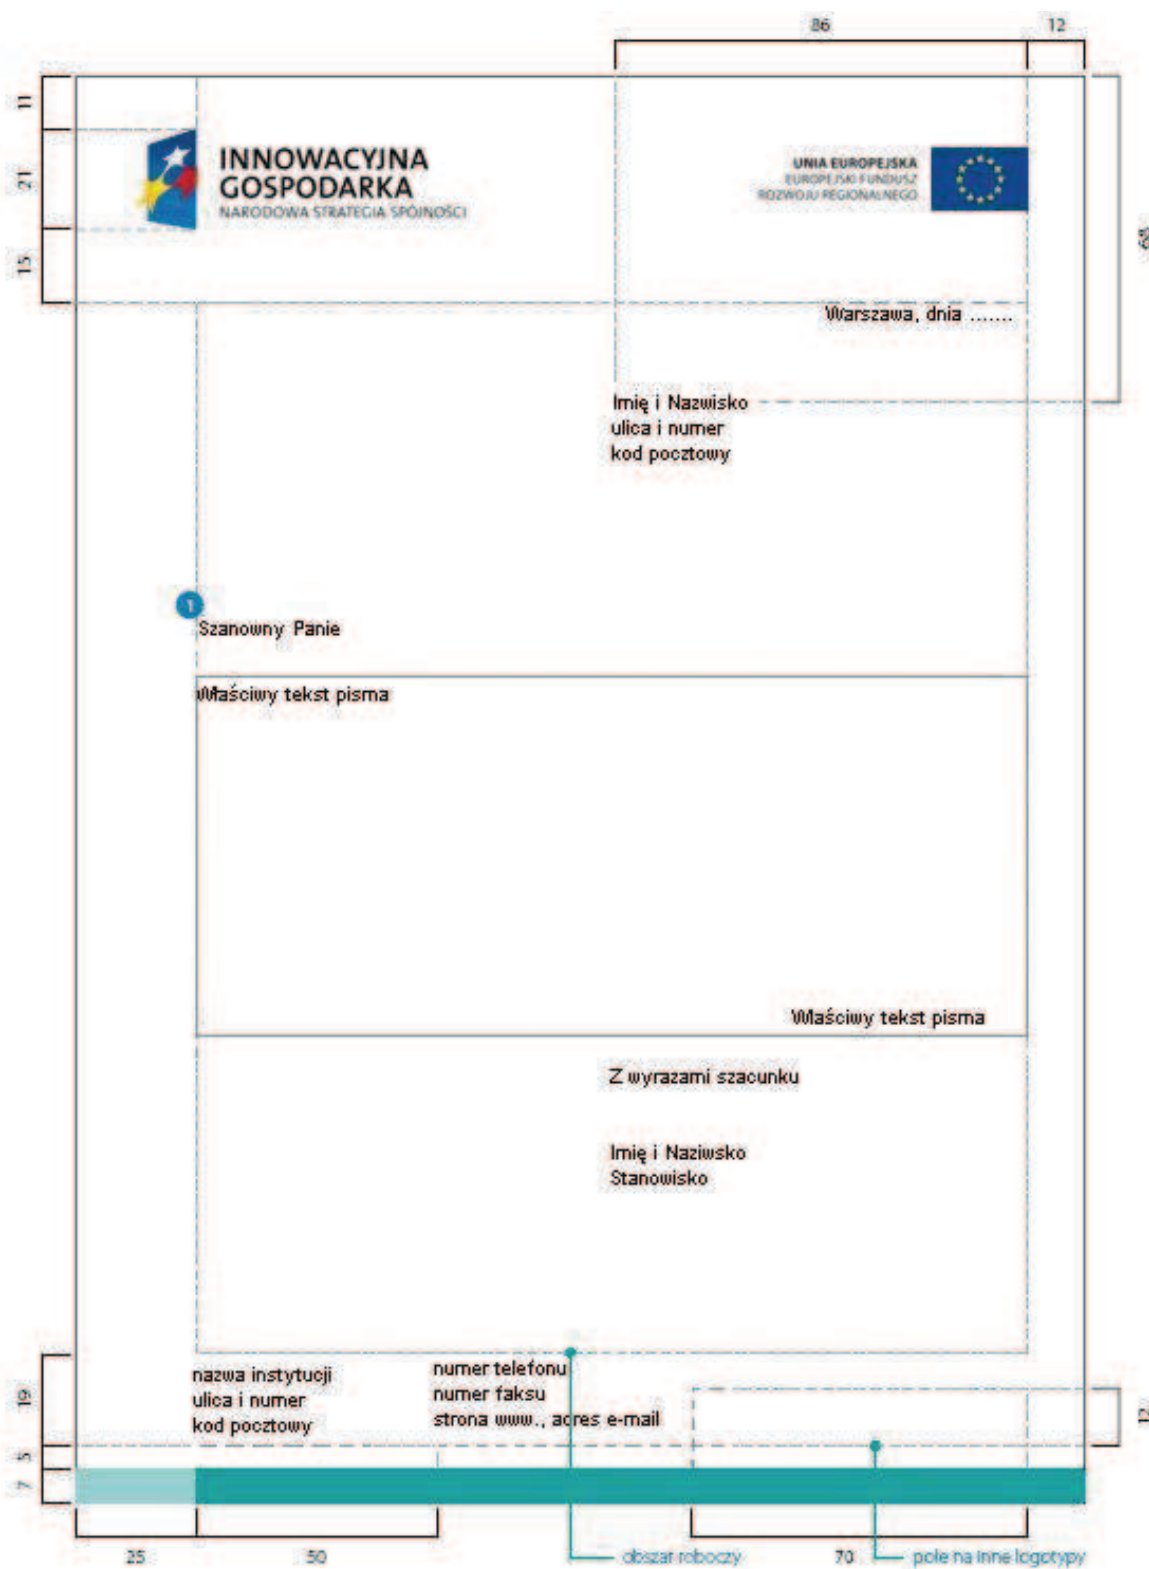 86
12
11
21
15
68
INNOWACYJNA
GOSPODARKA
NARODOWA STRATEGIA SPÓJNOŚCI
UNIA EUROPEJSKA
EUROPEJSKI FUNDUSZ
ROZWOJU REGIONALNEGO
Warszawa, dnia .......
Imię i Nazwisko
ulica i numer
kod pocztowy
1
Szanowny Panie
Właściwy tekst pisma
Właściwy tekst pisma
Z wyrazami szacunku
Imię i Naziwsko
Stanowisko
nazwa instytucji
ulica i numer
kod pocztowy
numer telefonu
numer faksu
strona www., adres e-mail
19
5
7
12
25
50
obszar roboczy
70
pole na inne logotypy